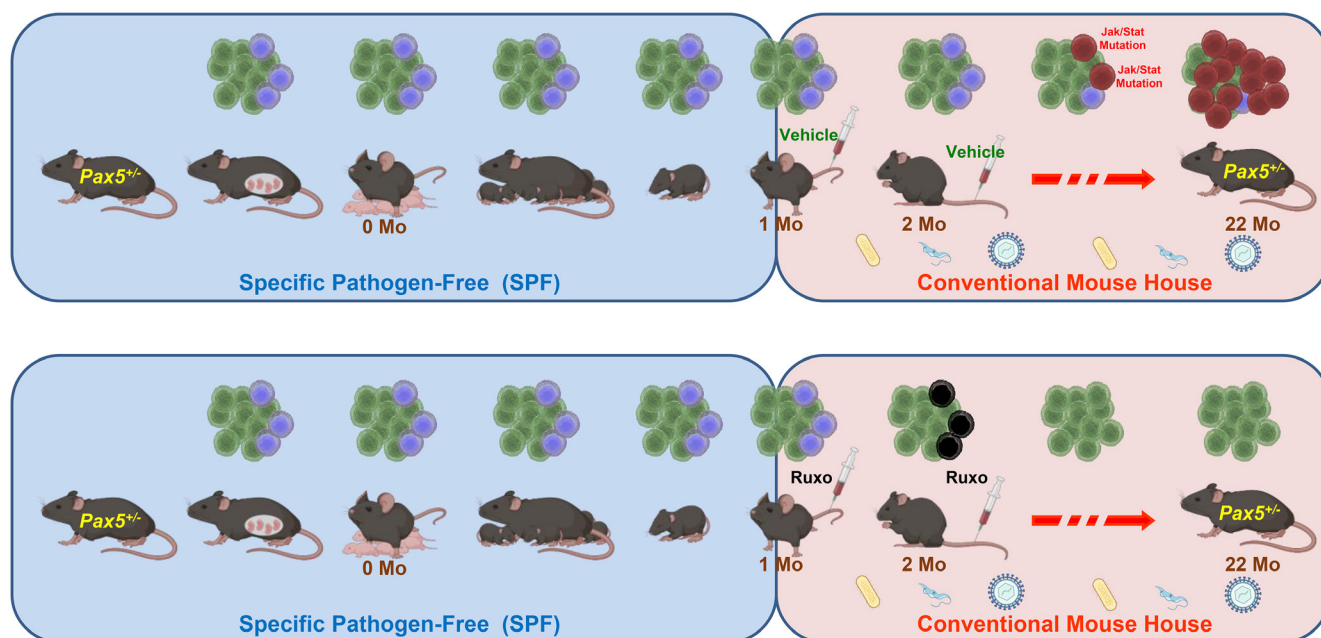 Jak/Stat
Mutation
Jak/Stat
Mutation
Vehicle
Vehicle
Pax5+/-
Pax5+/-
0 Mo
1 Mo
2 Mo
22 Mo
Specific Pathogen-Free (SPF)
Conventional Mouse House
Ruxo
Ruxo
Pax5+/-
Pax5+/-
0 Mo
1 Mo
2 Mo
22 Mo
Specific Pathogen-Free (SPF)
Conventional Mouse House